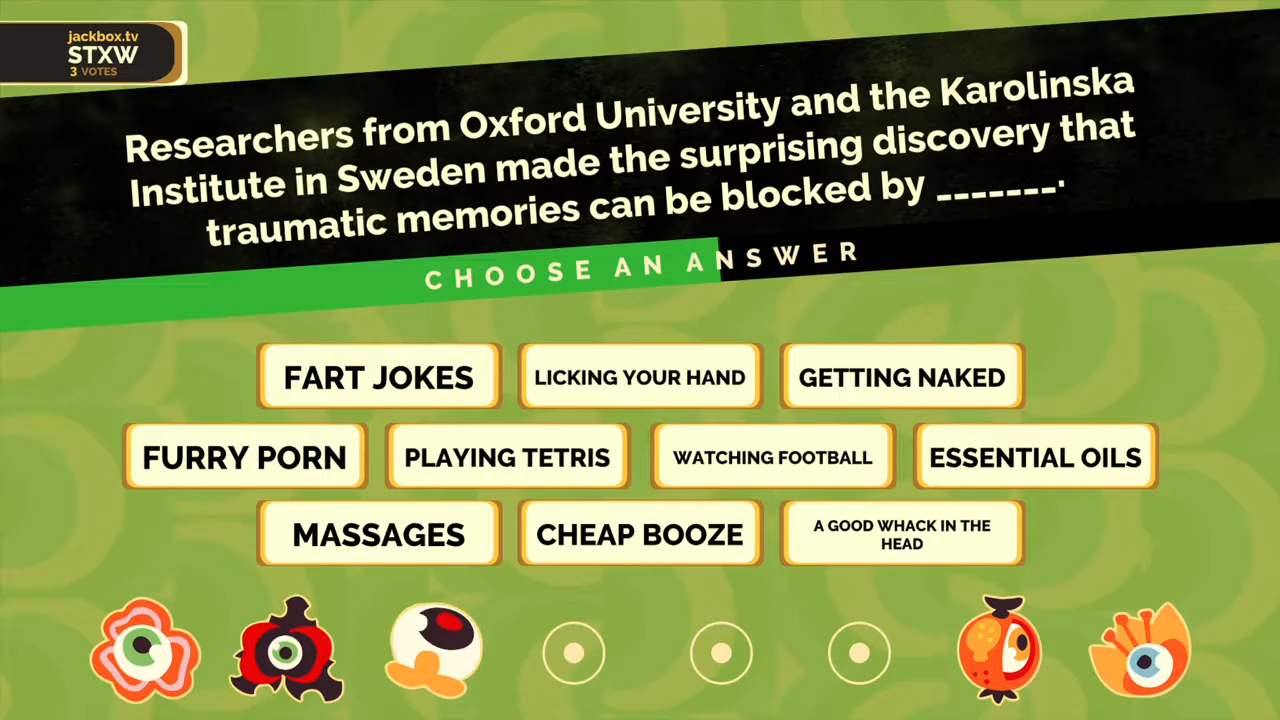 jackbox.tv
STXW
3 VOTES
Researchers from Oxford University and the Karolinska
Institute in Sweden made the surprising discovery that
traumatic memories can be blocked by _______.
CHOOSE AN ANSWER
FART JOKES
LICKING YOUR HAND
GETTING NAKED
FURRY PORN
PLAYING TETRIS
WATCHING FOOTBALL
ESSENTIAL OILS
MASSAGES
CHEAP BOOZE
A GOOD WHACK IN THE
HEAD